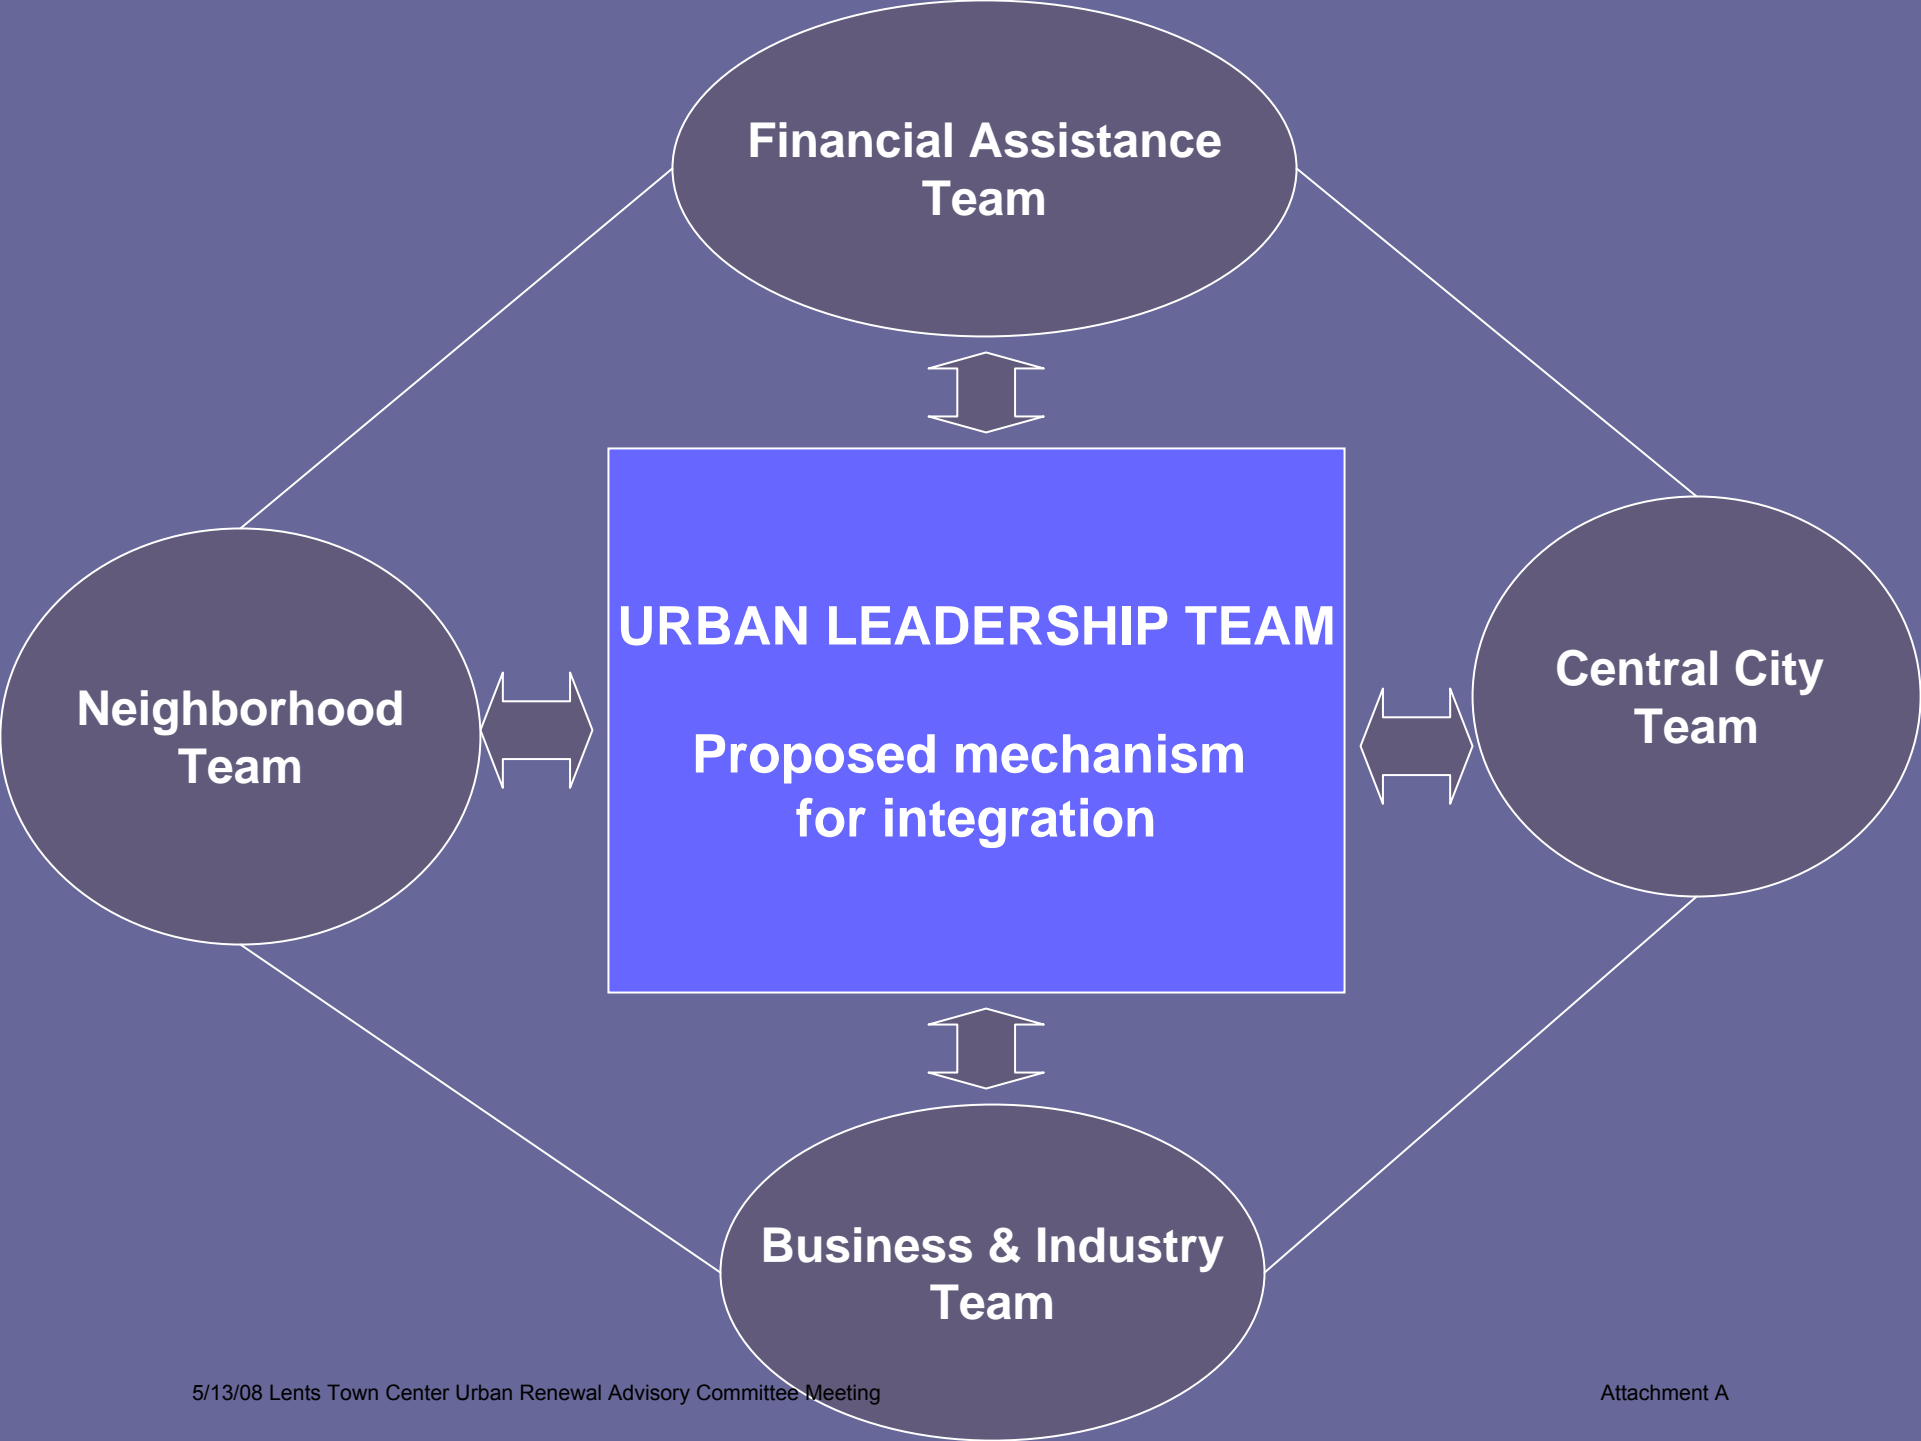 Financial Assistance
Team
URBAN LEADERSHIP TEAM
Proposed mechanism
for integration
Neighborhood
Team
Central City
Team
Business & Industry
Team
5/13/08 Lents Town Center Urban Renewal Advisory Committee Meeting
Attachment A